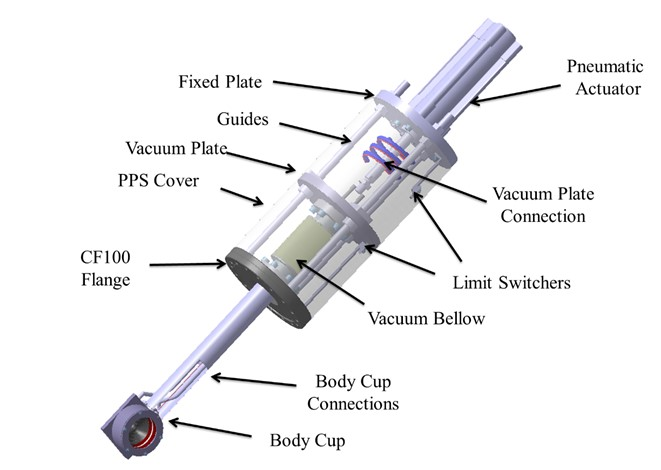 Pneumatic
Actuator
Fixed Plate
Guides
Vacuum Plate
PPS Cover
Vacuum Plate
Connection
CF100
Flange
Limit Switchers
Vacuum Bellow
Body Cup
Connections
Body Cup